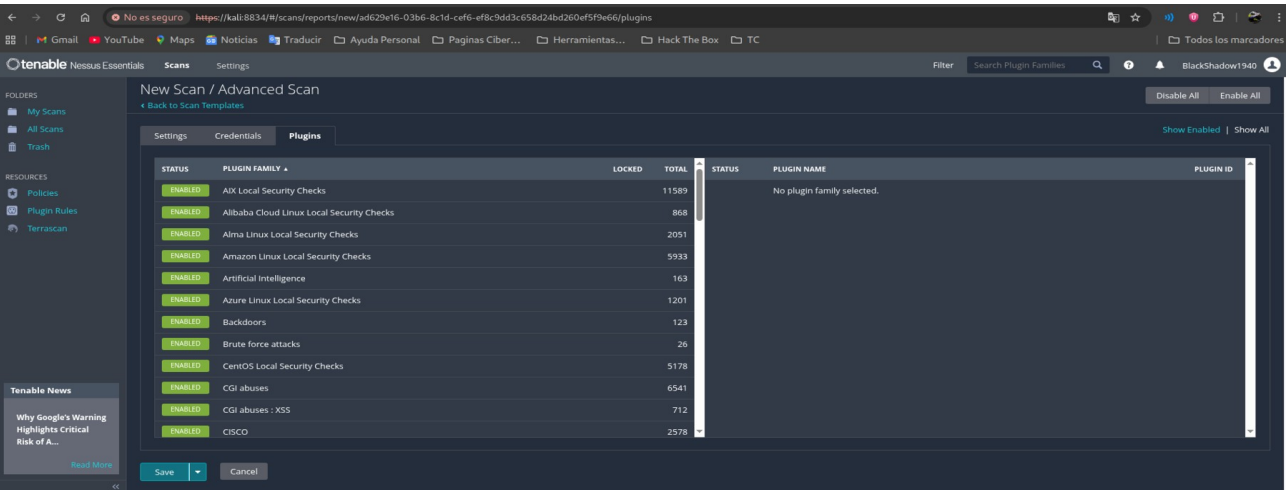 No es seguro https://kali:8834/#/scans/reports/new/ad629e16-03b6-8c1d-cef6-ef8c9dd3c658d24bd260ef5f9e66/plugins
Gmail YouTube Maps Noticias Traducir Ayuda Personal Paginas Ciber... Herramientas... Hack The Box TC Todos los marcadores
tenable Nessus Essentials Scans Settings Filter Search Plugin Families BlackShadow1940
FOLDERS
My Scans
All Scans
Trash
RESOURCES
Policies
Plugin Rules
Terrascan
Tenable News
Why Google's Warning
Highlights Critical
Risk of A...
Read More
New Scan / Advanced Scan
Back to Scan Templates
Disable All Enable All
Settings Credentials Plugins
Show Enabled | Show All
STATUS PLUGIN FAMILY LOCKED TOTAL
ENABLED AIX Local Security Checks 11589
ENABLED Alibaba Cloud Linux Local Security Checks 868
ENABLED Alma Linux Local Security Checks 2051
ENABLED Amazon Linux Local Security Checks 5933
ENABLED Artificial Intelligence 163
ENABLED Azure Linux Local Security Checks 1201
ENABLED Backdoors 123
ENABLED Brute force attacks 26
ENABLED CentOS Local Security Checks 5178
ENABLED CGI abuses 6541
ENABLED CGI abuses : XSS 712
ENABLED CISCO 2578
STATUS PLUGIN NAME PLUGIN ID
No plugin family selected.
Save Cancel